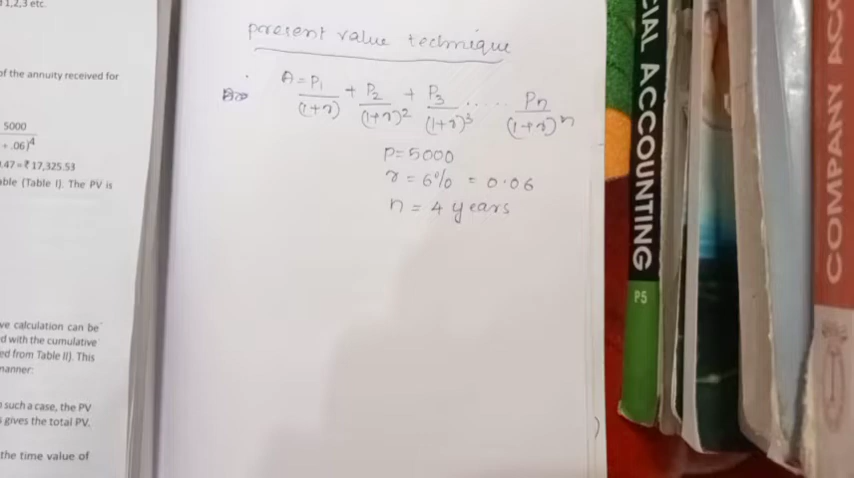 1,2,3 etc.
of the annuity received for
5000
+ .06)4
.47 = ₹ 17,325.53
able (Table I). The PV is
ve calculation can be
d with the cumulative
ed from Table II). This
manner:
such a case, the PV
gives the total PV.
the time value of
present value technique
A = P1/(1+r) + P2/(1+r)2 + P3/(1+r)3 ..... Pn/(1+r)n
P = 5000
r = 6% = 0.06
n = 4 years
CIAL ACCOUNTING
P5
COMPANY ACC